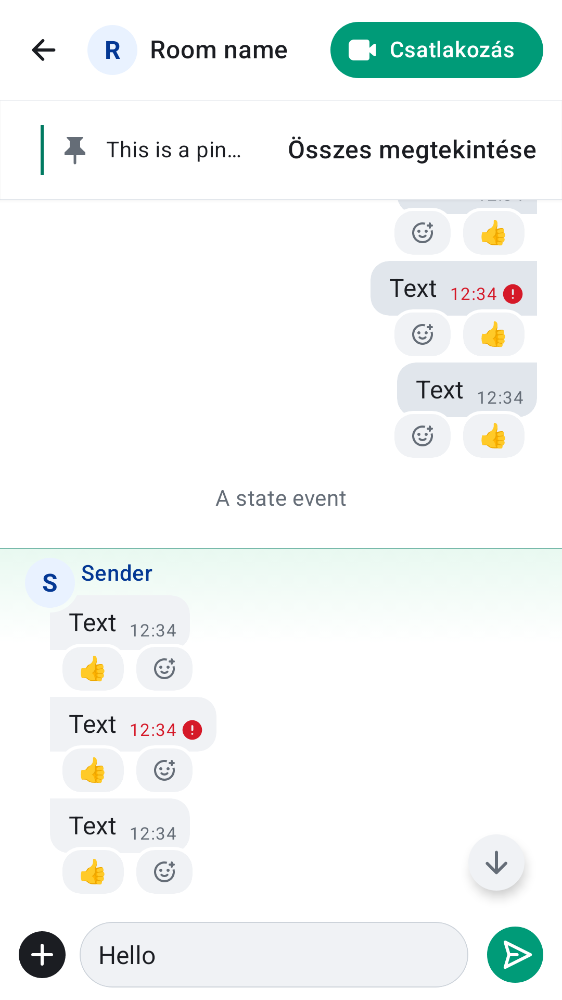 R Room name Csatlakozás
This is a pin... Összes megtekintése
Text 12:34
Text 12:34
A state event
S Sender
Text 12:34
Text 12:34
Text 12:34
Hello